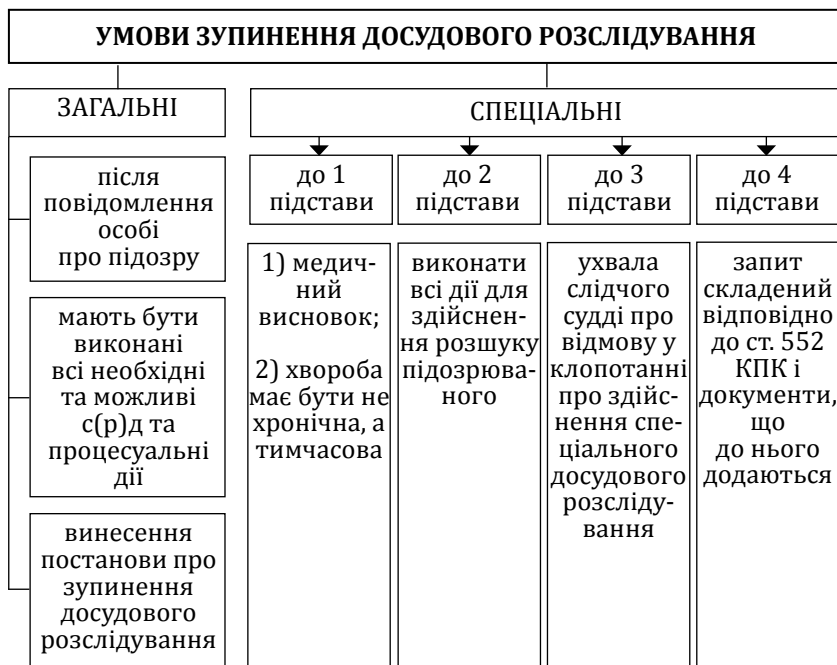 УМОВИ ЗУПИНЕННЯ ДОСУДОВОГО РОЗСЛІДУВАННЯ
ЗАГАЛЬНІ
після
повідомлення
особі
про підозру
мають бути
виконані
всі необхідні
та можливі
с(р)д та
процесуальні
дії
винесення
постанови про
зупинення
досудового
розслідування
СПЕЦІАЛЬНІ
до 1
підстави
1) медич-
ний
висновок;
2) хвороба
має бути не
хронічна, а
тимчасова
до 2
підстави
виконати
всі дії для
здійснен-
ня розшуку
підозрюва-
ного
до 3
підстави
ухвала
слідчого
судді про
відмову у
клопотанні
про здійс-
нення спе-
ціального
досудового
розсліду-
вання
до 4
підстави
запит
складений
відповідно
до ст. 552
КПК і
документи,
що
до нього
додаються